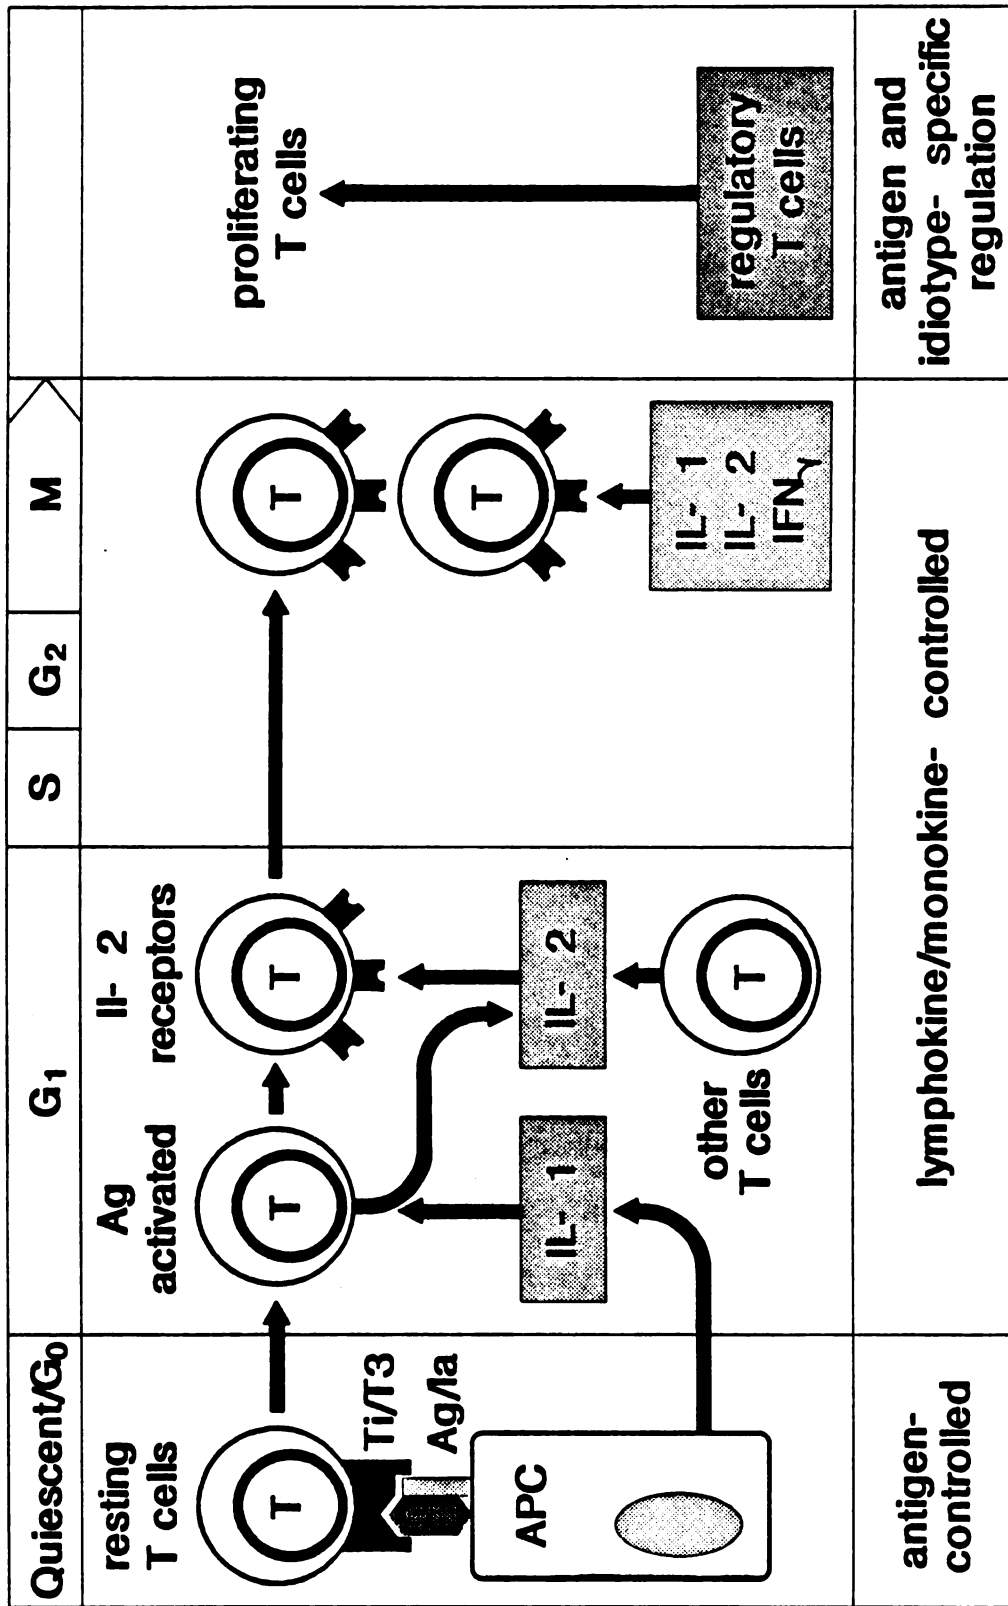 Quiescent/G0
G1
S
G2
M
resting
T cells
T
Ti/T3
Ag/Ia
APC
Ag
activated
T
IL- 1
Il- 2
receptors
T
IL- 2
T
other
T cells
T
T
IL- 1
IL- 2
IFNγ
proliferating
T cells
regulatory
T cells
antigen-
controlled
lymphokine/monokine- controlled
antigen and
idiotype- specific
regulation